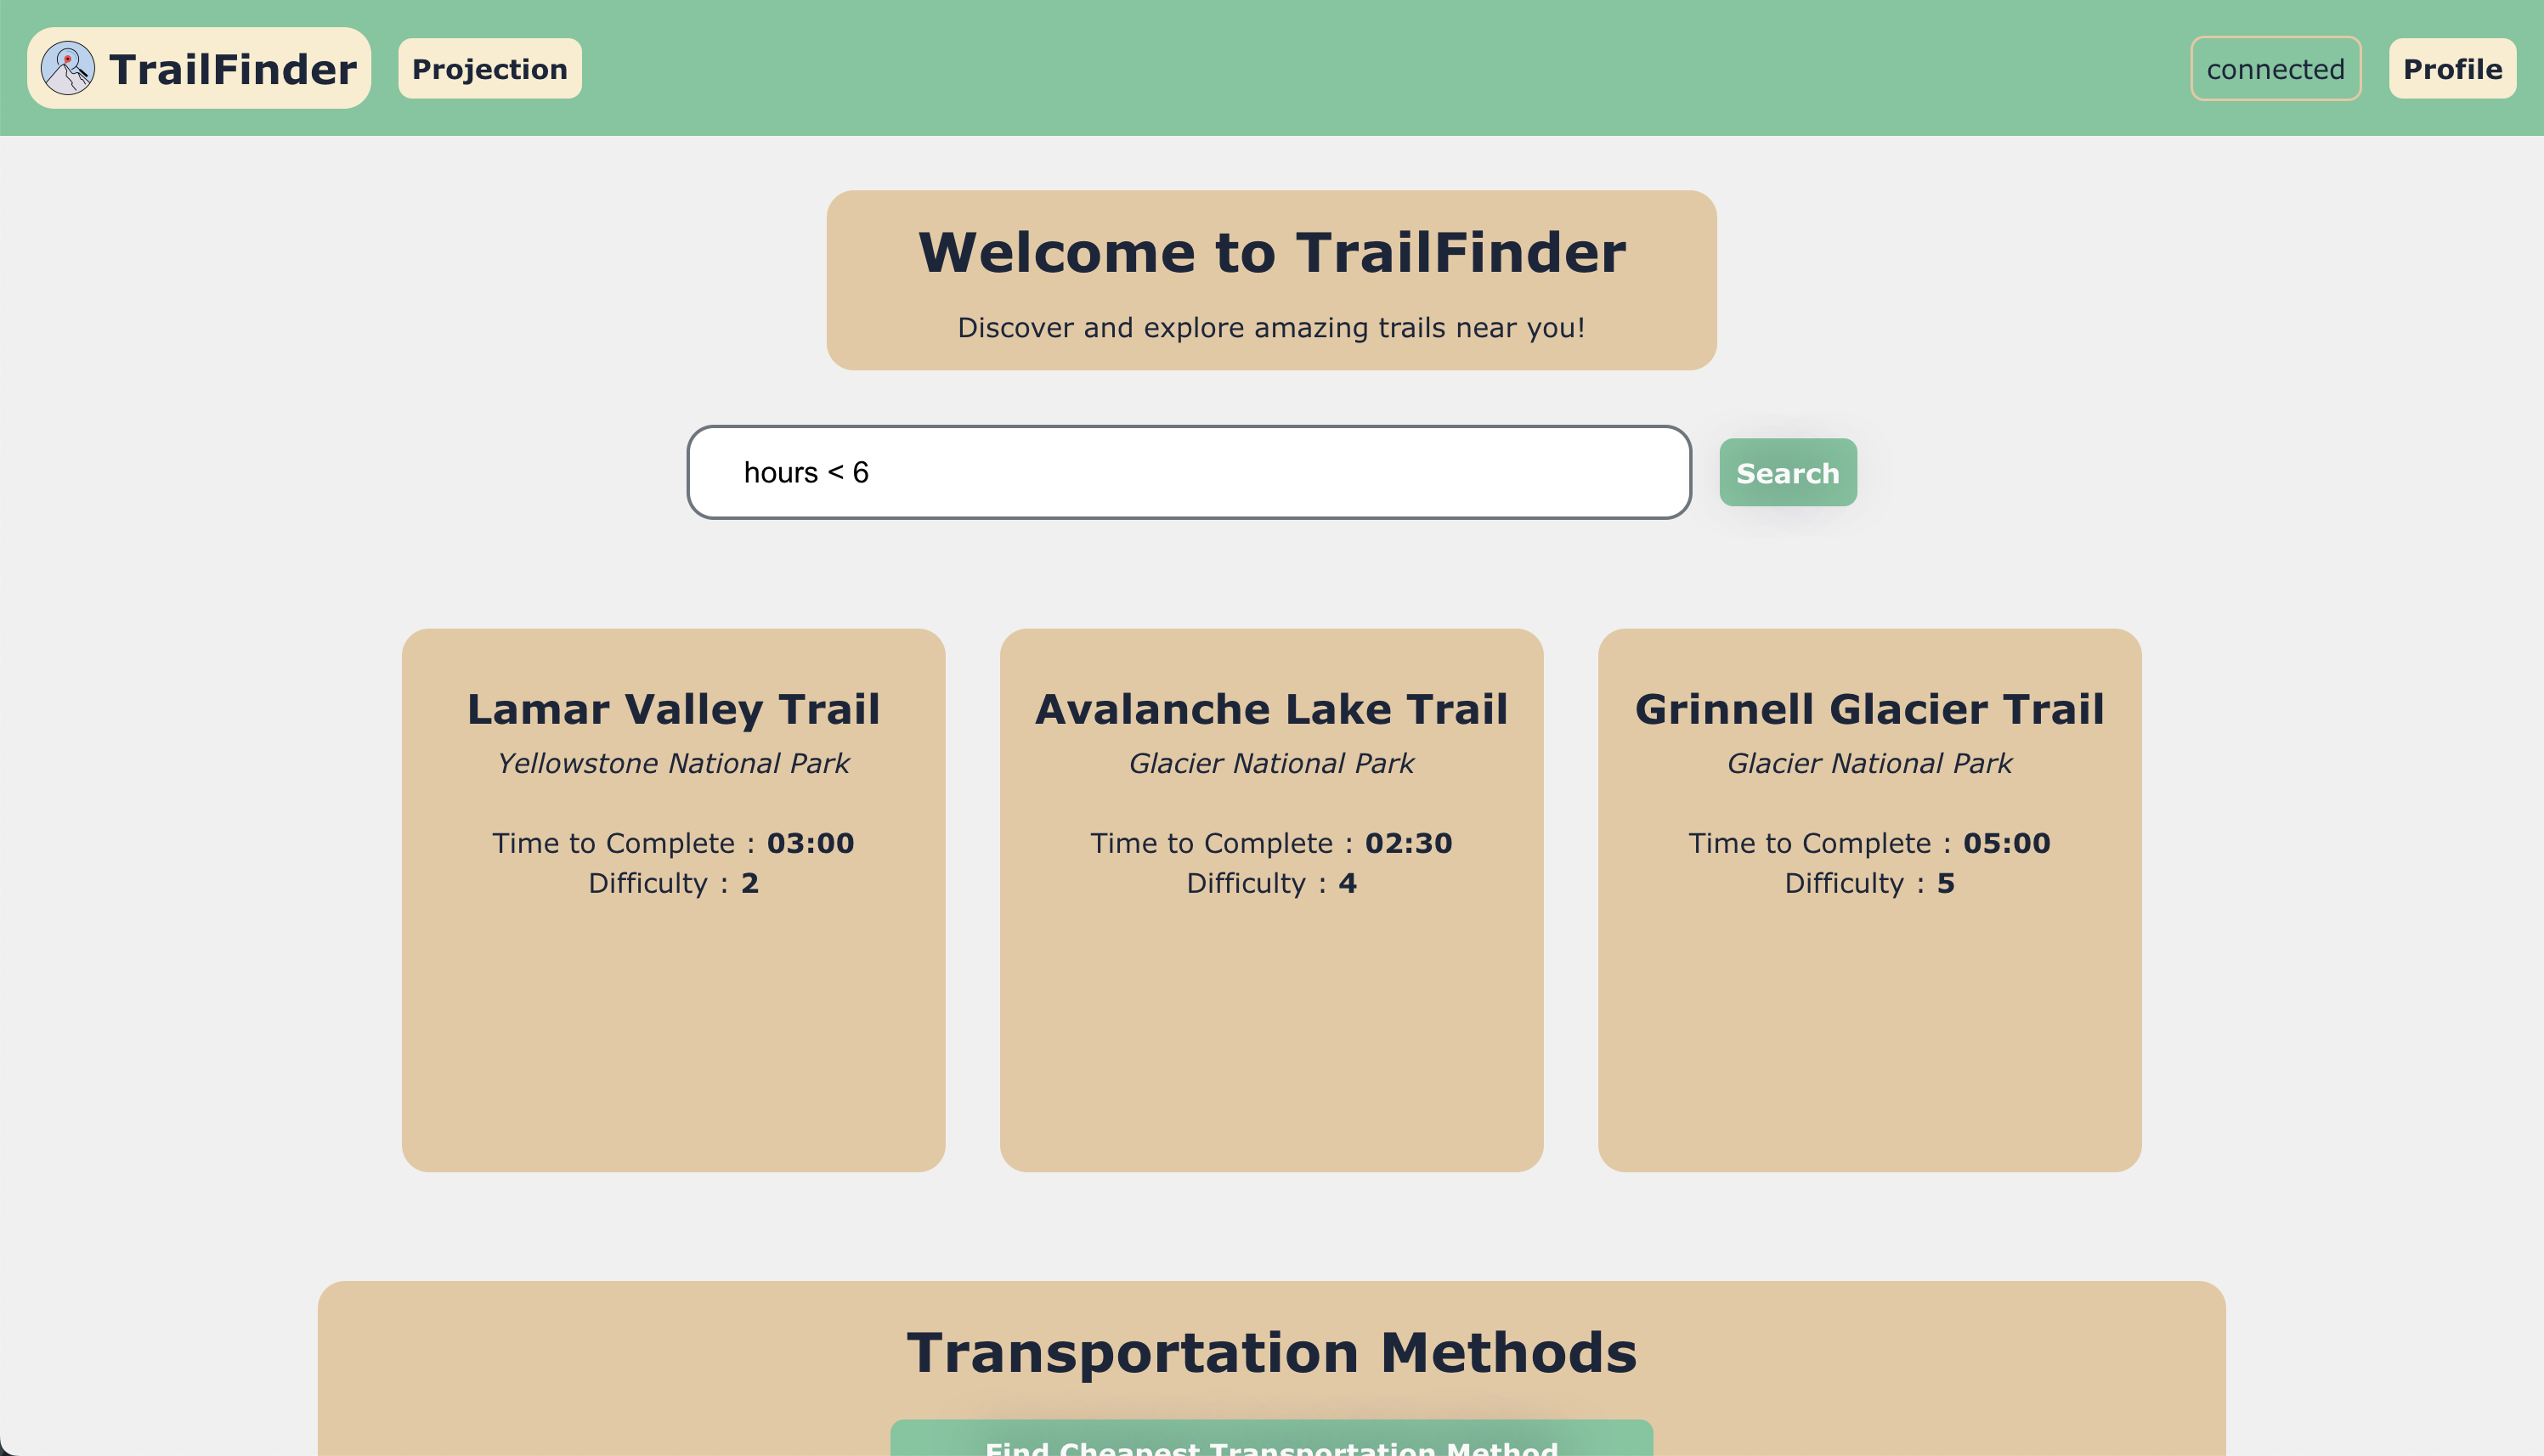 TrailFinder
Projection
connected
Profile
Welcome to TrailFinder
Discover and explore amazing trails near you!
hours < 6
Search
Lamar Valley Trail
Yellowstone National Park
Time to Complete : 03:00
Difficulty : 2
Avalanche Lake Trail
Glacier National Park
Time to Complete : 02:30
Difficulty : 4
Grinnell Glacier Trail
Glacier National Park
Time to Complete : 05:00
Difficulty : 5
Transportation Methods
Find Cheapest Transportation Method